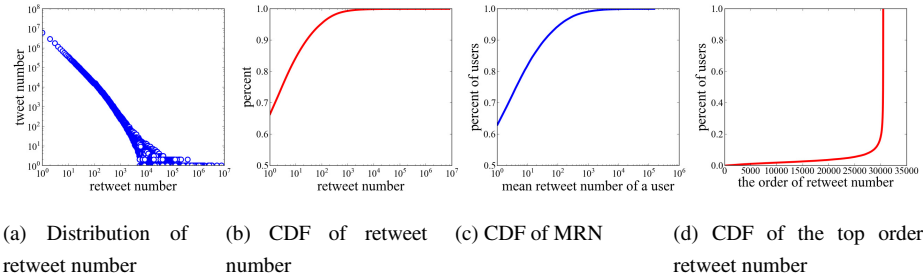 10^8
10^7
10^6
10^5
10^4
10^3
10^2
10^1
10^0
tweet number
10^0 10^1 10^2 10^3 10^4 10^5 10^6 10^7
retweet number
1.0
0.9
0.8
0.7
0.6
0.5
percent
10^0 10^1 10^2 10^3 10^4 10^5 10^6 10^7
retweet number
1.0
0.9
0.8
0.7
0.6
0.5
percent of users
10^0 10^1 10^2 10^3 10^4 10^5 10^6
mean retweet number of a user
1.0
0.8
0.6
0.4
0.2
0.0
percent of users
0 5000 10000 15000 20000 25000 30000 35000
the order of retweet number
(a) Distribution of
retweet number
(b) CDF of retweet
number
(c) CDF of MRN
(d) CDF of the top order
retweet number